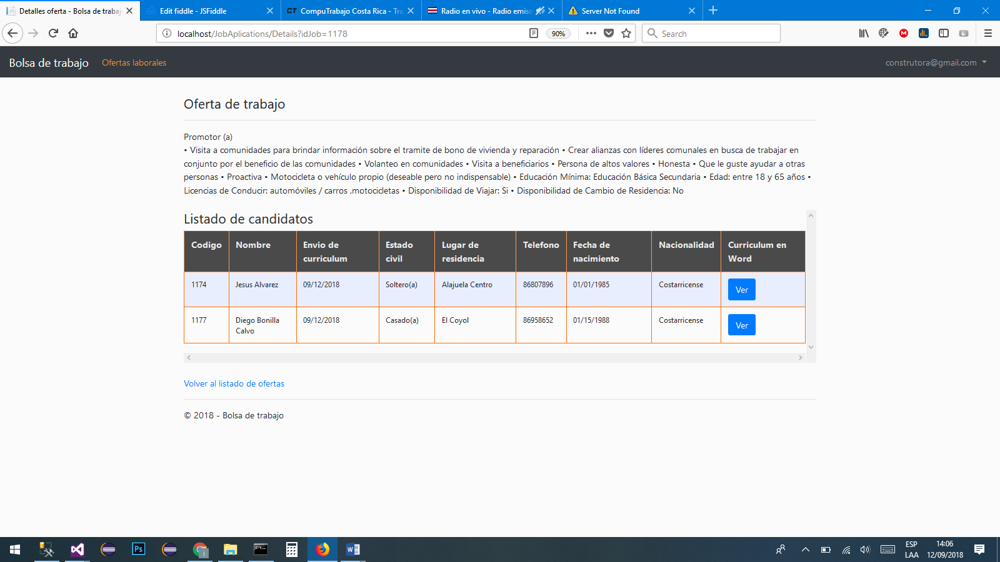 Detalles oferta - Bolsa de trabaj
Edit fiddle - JSFiddle
CT CompuTrabajo Costa Rica - Tra
Radio en vivo - Radio emiso
Server Not Found
localhost/JobAplications/Details?idJob=1178
90%
Search
Bolsa de trabajo
Ofertas laborales
construtora@gmail.com
Oferta de trabajo
Promotor (a)
• Visita a comunidades para brindar información sobre el tramite de bono de vivienda y reparación • Crear alianzas con líderes comunales en busca de trabajar en
conjunto por el beneficio de las comunidades • Volanteo en comunidades • Visita a beneficiarios • Persona de altos valores • Honesta • Que le guste ayudar a otras
personas • Proactiva • Motocicleta o vehículo propio (deseable pero no indispensable) • Educación Mínima: Educación Básica Secundaria • Edad: entre 18 y 65 años •
Licencias de Conducir: automóviles / carros ,motocicletas • Disponibilidad de Viajar: Si • Disponibilidad de Cambio de Residencia: No
Listado de candidatos
Codigo
Nombre
Envio de
curriculum
Estado
civil
Lugar de
residencia
Telefono
Fecha de
nacimiento
Nacionalidad
Curriculum en
Word
1174
Jesus Alvarez
09/12/2018
Soltero(a)
Alajuela Centro
86807896
01/01/1985
Costarricense
Ver
1177
Diego Bonilla
Calvo
09/12/2018
Casado(a)
El Coyol
86958652
01/15/1988
Costarricense
Ver
Volver al listado de ofertas
© 2018 - Bolsa de trabajo
Ps
j
ESP
LAA
14:06
12/09/2018